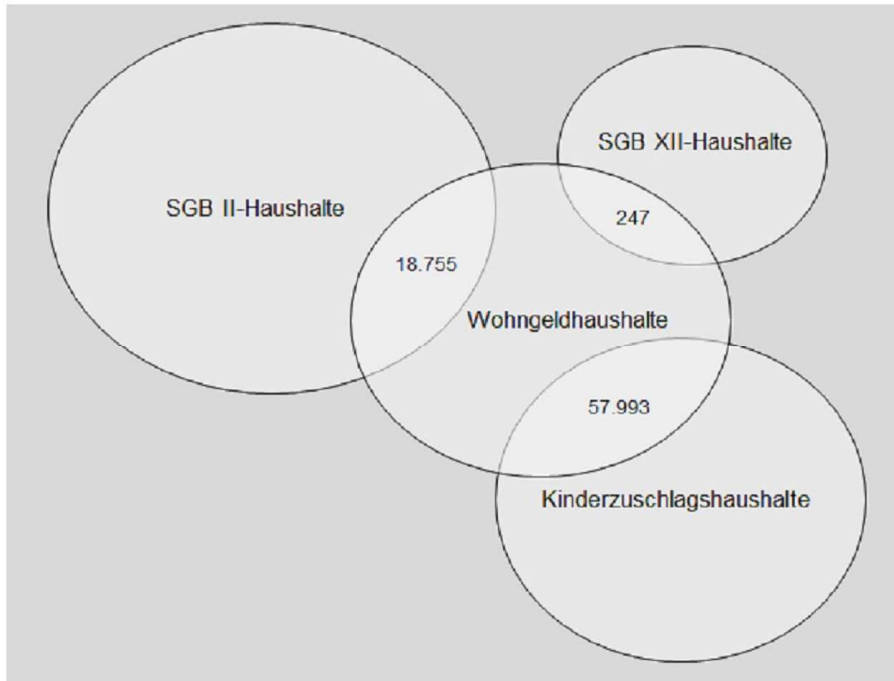 SGB XII-Haushalte
SGB II-Haushalte
247
18.755
Wohngeldhaushalte
57.993
Kinderzuschlagshaushalte